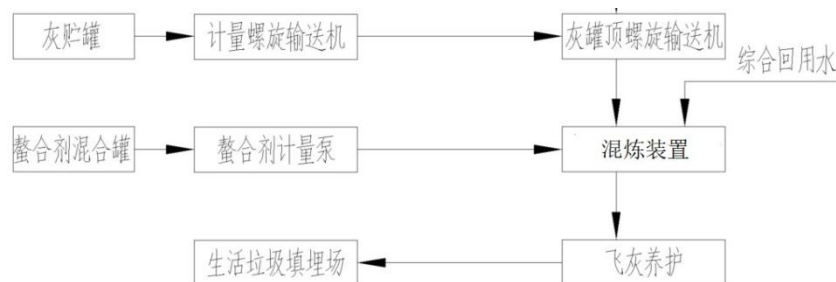 灰贮罐
计量螺旋输送机
灰罐顶螺旋输送机
综合回用水
螯合剂混合罐
螯合剂计量泵
混炼装置
生活垃圾填埋场
飞灰养护